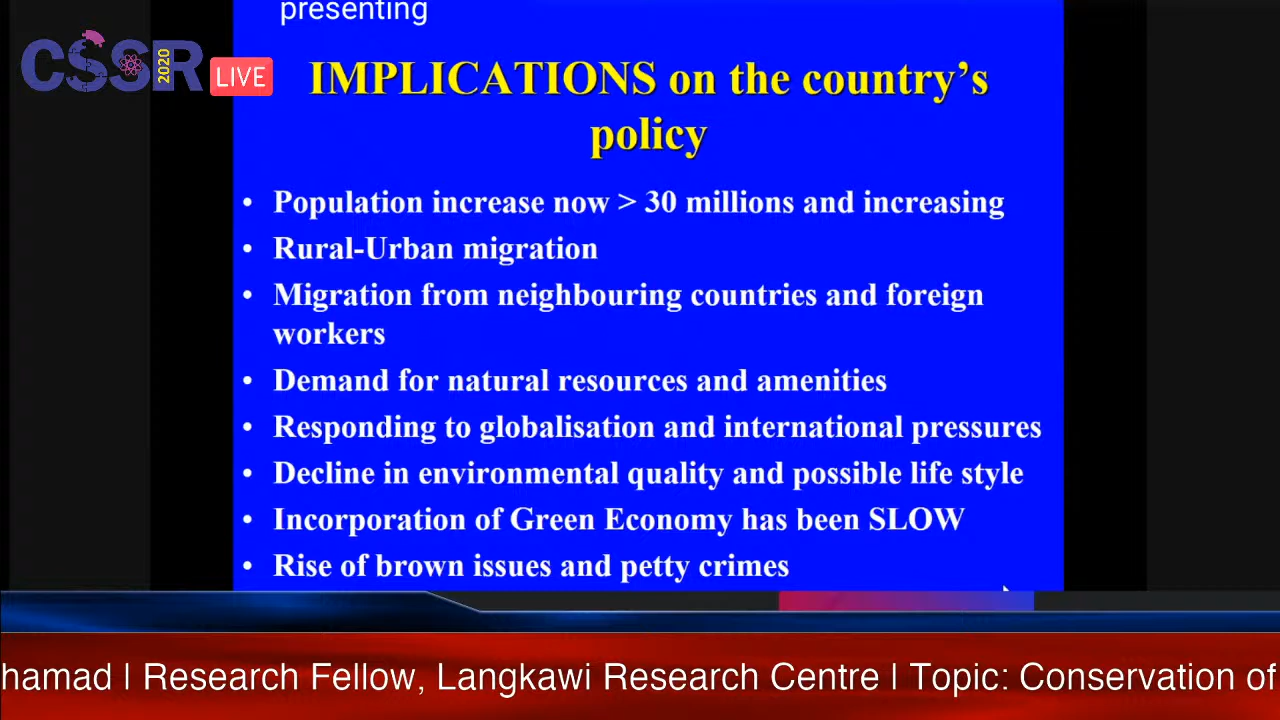 presenting
CSSR 2020
LIVE
IMPLICATIONS on the country's
policy
• Population increase now > 30 millions and increasing
• Rural-Urban migration
• Migration from neighbouring countries and foreign
workers
• Demand for natural resources and amenities
• Responding to globalisation and international pressures
• Decline in environmental quality and possible life style
• Incorporation of Green Economy has been SLOW
• Rise of brown issues and petty crimes
hamad | Research Fellow, Langkawi Research Centre | Topic: Conservation of